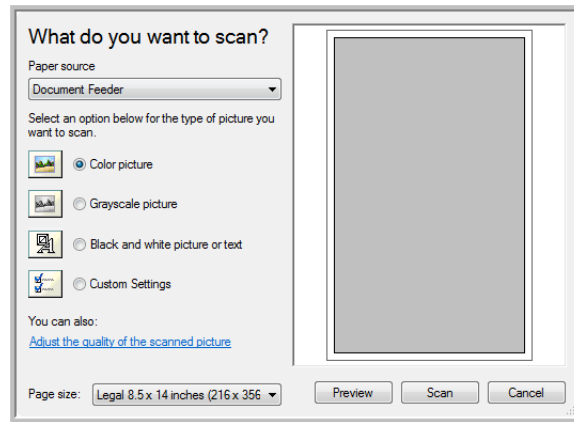 What do you want to scan?
Paper source
Document Feeder
Select an option below for the type of picture you
want to scan.
Color picture
Grayscale picture
Black and white picture or text
Custom Settings
You can also:
Adjust the quality of the scanned picture
Page size: Legal 8.5 x 14 inches (216 x 356
Preview Scan Cancel